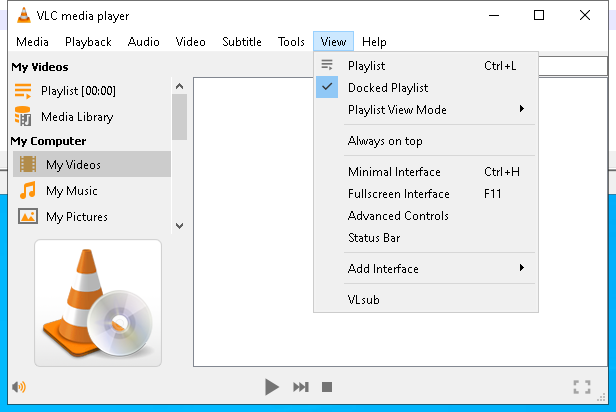 VLC media player
Media Playback Audio Video Subtitle Tools View Help
My Videos
Playlist [00:00]
Media Library
My Computer
My Videos
My Music
My Pictures
Playlist Ctrl+L
Docked Playlist
Playlist View Mode
Always on top
Minimal Interface Ctrl+H
Fullscreen Interface F11
Advanced Controls
Status Bar
Add Interface
VLsub